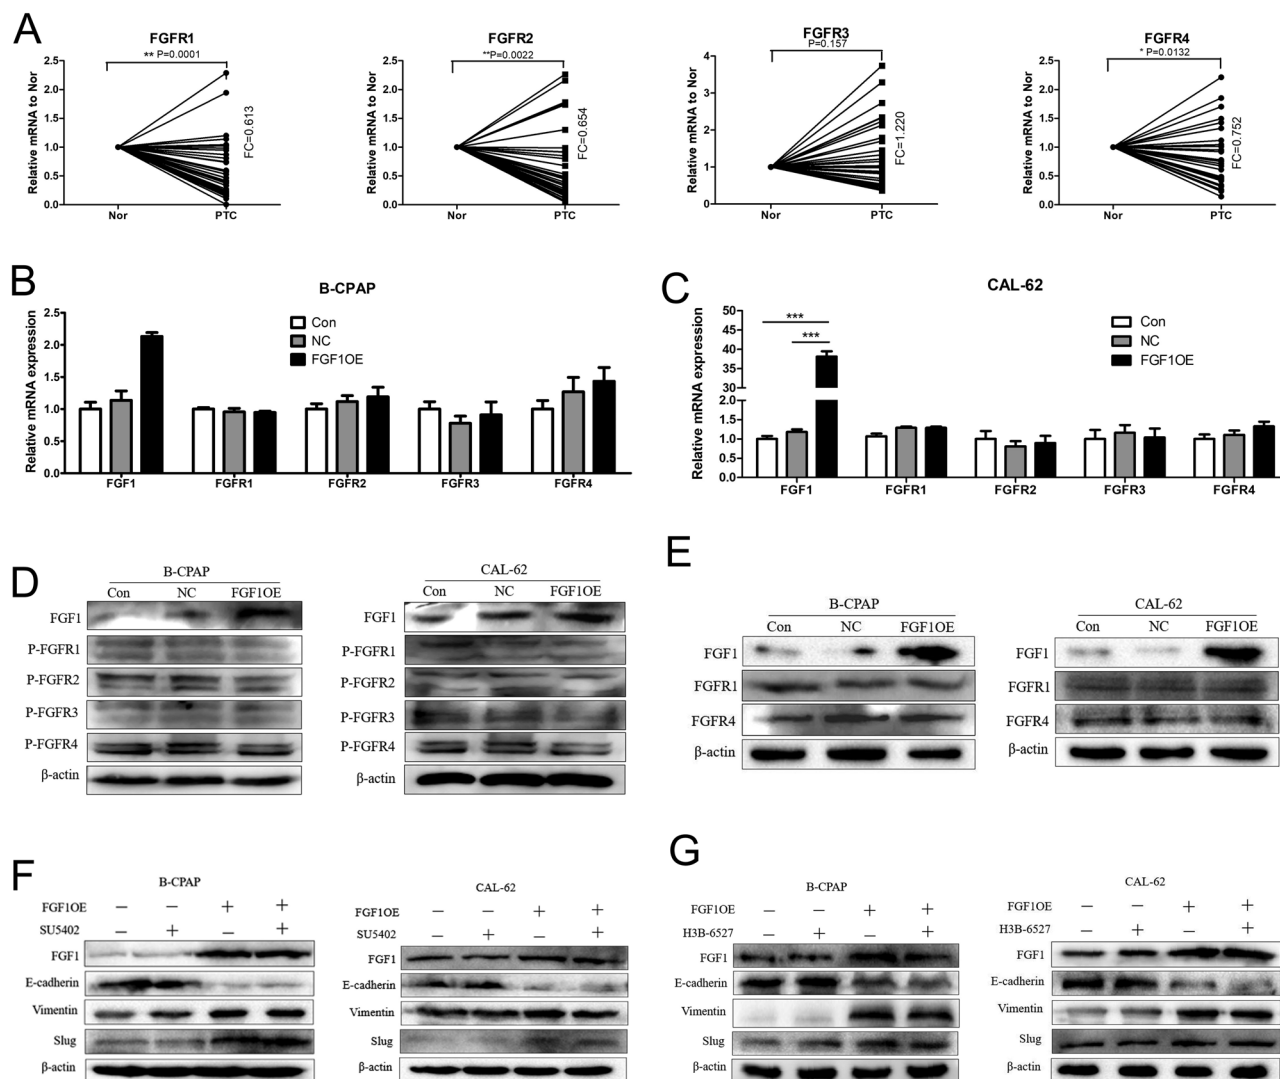 A
FGFR1
** P=0.0001
Relative mRNA to Nor
2.5
2.0
1.5
1.0
0.5
0.0
Nor
PTC
FC=0.613
FGFR2
**P=0.0022
Relative mRNA to Nor
2.5
2.0
1.5
1.0
0.5
0.0
Nor
PTC
FC=0.654
FGFR3
P=0.157
Relative mRNA to Nor
4
3
2
1
0
Nor
PTC
FC=1.220
FGFR4
* P=0.0132
Relative mRNA to Nor
2.5
2.0
1.5
1.0
0.5
0.0
Nor
PTC
FC=0.752
B
B-CPAP
Relative mRNA expression
2.5
2.0
1.5
1.0
0.5
0.0
Con
NC
FGF1OE
FGF1 FGFR1 FGFR2 FGFR3 FGFR4
C
CAL-62
Relative mRNA expression
50
45
40
35
30
2.0
1.5
1.0
0.5
0.0
***
***
Con
NC
FGF1OE
FGF1 FGFR1 FGFR2 FGFR3 FGFR4
D
B-CPAP
Con NC FGF1OE
FGF1
P-FGFR1
P-FGFR2
P-FGFR3
P-FGFR4
β-actin
CAL-62
Con NC FGF1OE
FGF1
P-FGFR1
P-FGFR2
P-FGFR3
P-FGFR4
β-actin
E
B-CPAP
Con NC FGF1OE
FGF1
FGFR1
FGFR4
β-actin
CAL-62
Con NC FGF1OE
FGF1
FGFR1
FGFR4
β-actin
F
B-CPAP
FGF1OE − − + +
SU5402 − + − +
FGF1
E-cadherin
Vimentin
Slug
β-actin
CAL-62
FGF1OE − − + +
SU5402 − + − +
FGF1
E-cadherin
Vimentin
Slug
β-actin
G
B-CPAP
FGF1OE − − + +
H3B-6527 − + − +
FGF1
E-cadherin
Vimentin
Slug
β-actin
CAL-62
FGF1OE − − + +
H3B-6527 − + − +
FGF1
E-cadherin
Vimentin
Slug
β-actin